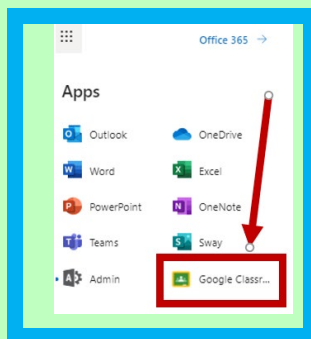 Office 365 →
Apps
Outlook OneDrive
Word Excel
PowerPoint OneNote
Teams Sway
Admin Google Classr...